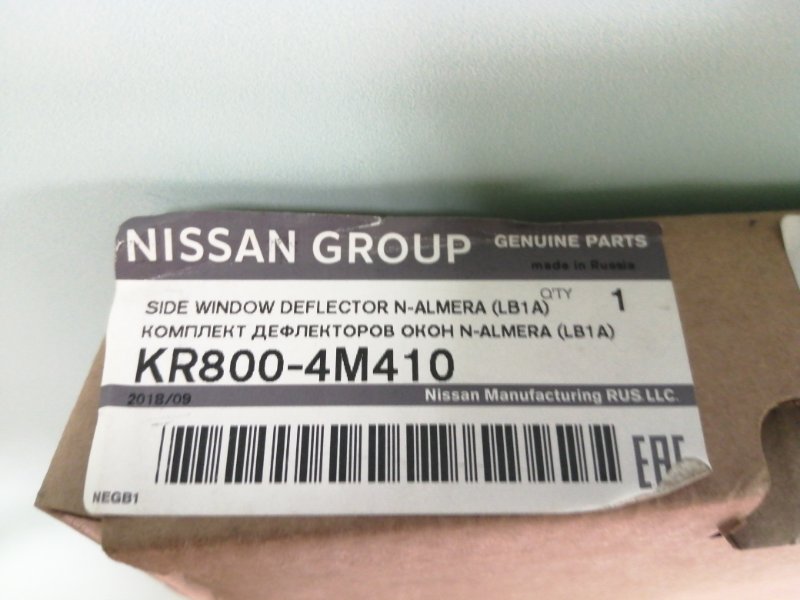 NISSAN GROUP GENUINE PARTS
made in Russia
SIDE WINDOW DEFLECTOR N-ALMERA (LB1A) Q'TY 1
КОМПЛЕКТ ДЕФЛЕКТОРОВ ОКОН N-ALMERA (LB1A)
KR800-4M410
2018/09 Nissan Manufacturing RUS LLC.
EAC
NEGB1